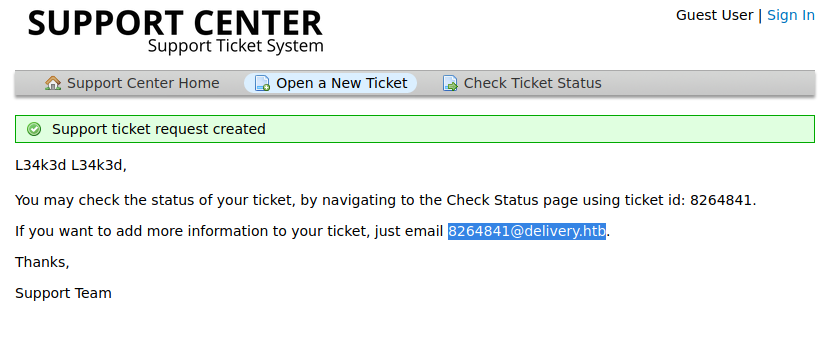 SUPPORT CENTER
Support Ticket System
Guest User | Sign In
Support Center Home Open a New Ticket Check Ticket Status
Support ticket request created
L34k3d L34k3d,
You may check the status of your ticket, by navigating to the Check Status page using ticket id: 8264841.
If you want to add more information to your ticket, just email 8264841@delivery.htb.
Thanks,
Support Team